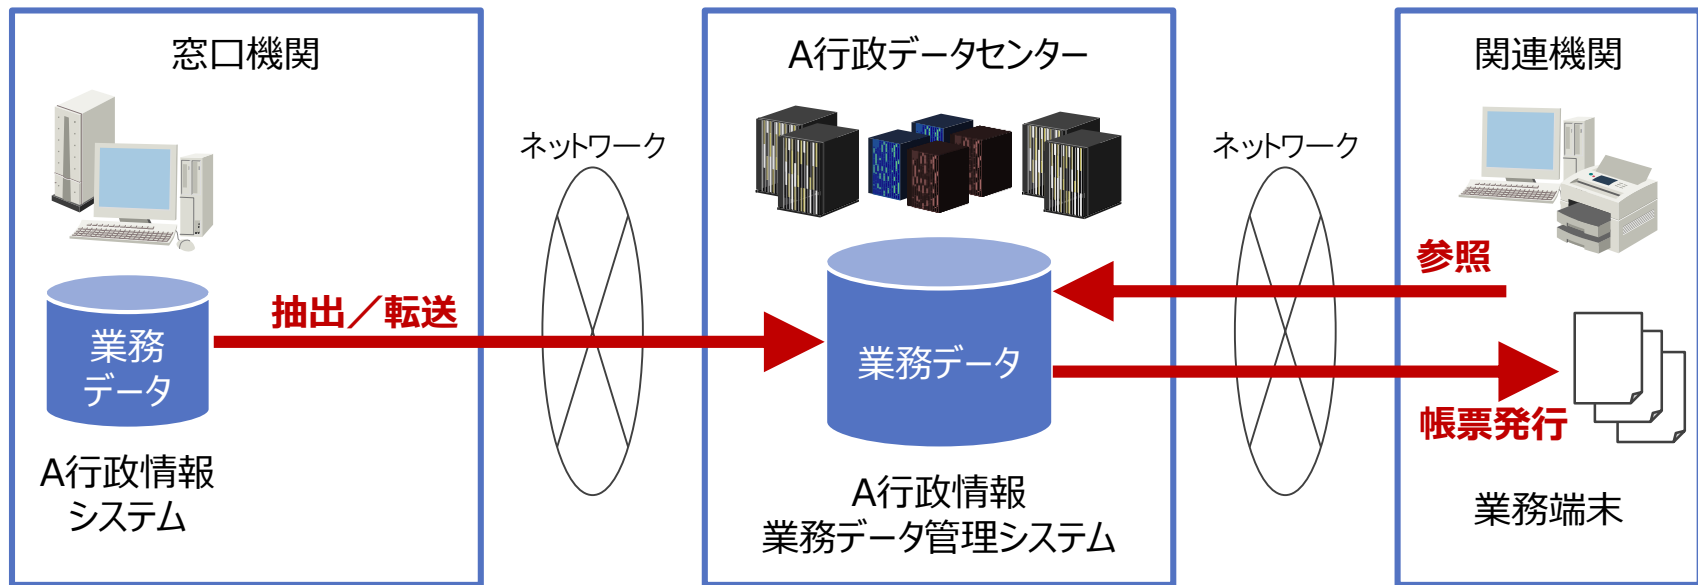 窓口機関
A行政データセンター
関連機関
ネットワーク
ネットワーク
抽出／転送
参照
業務
データ
業務データ
帳票発行
A行政情報
システム
A行政情報
業務データ管理システム
業務端末